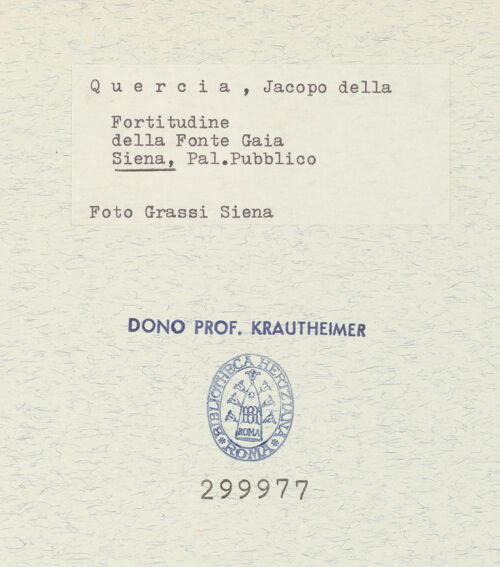 Q u e r c i a , Jacopo della
Fortitudine
della Fonte Gaia
Siena, Pal.Pubblico
Foto Grassi Siena
DONO PROF. KRAUTHEIMER
BIBLIOTHECA HERTZIANA
ROMA
* ROMA *
299977